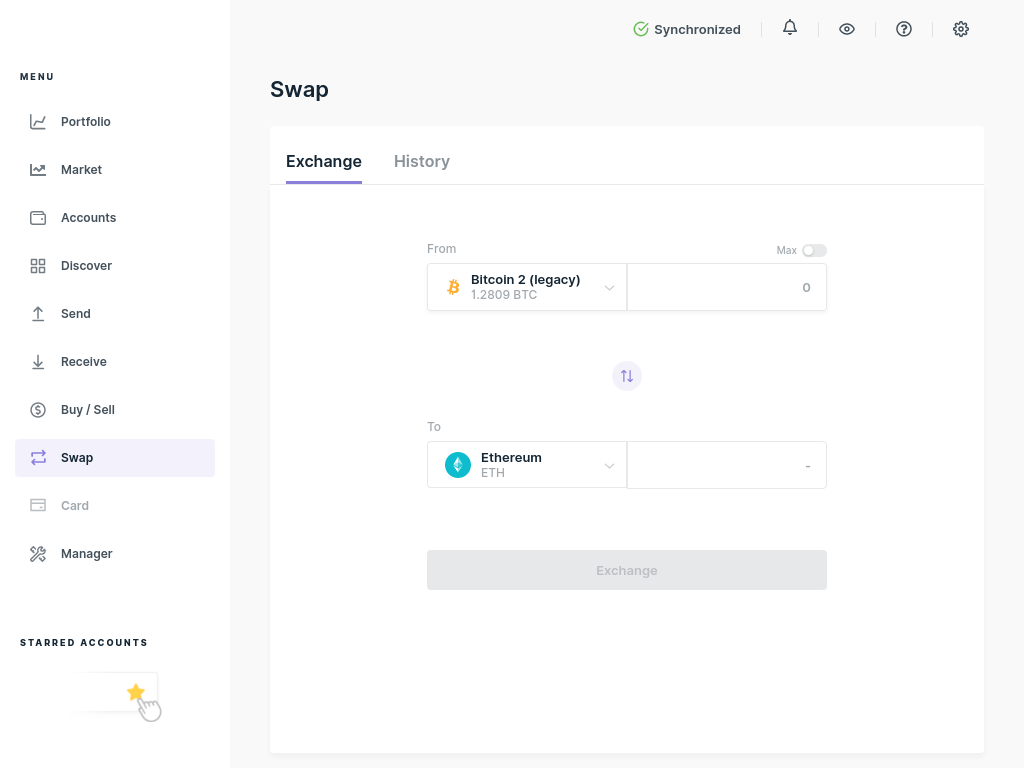 Synchronized
MENU
Portfolio
Market
Accounts
Discover
Send
Receive
Buy / Sell
Swap
Card
Manager
STARRED ACCOUNTS
Swap
Exchange History
From Max
Bitcoin 2 (legacy)
1.2809 BTC
0
To
Ethereum
ETH
-
Exchange